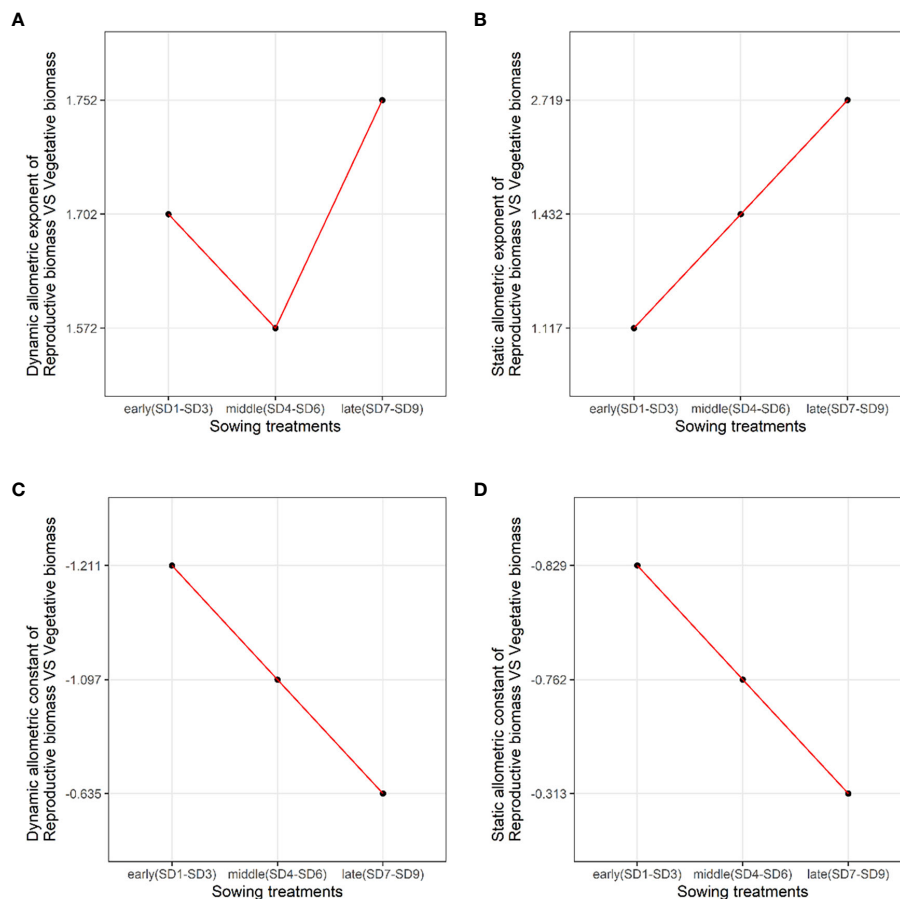 A
Dynamic allometric exponent of
Reproductive biomass VS Vegetative biomass
1.752
1.702
1.572
early(SD1-SD3) middle(SD4-SD6) late(SD7-SD9)
Sowing treatments
B
Static allometric exponent of
Reproductive biomass VS Vegetative biomass
2.719
1.432
1.117
early(SD1-SD3) middle(SD4-SD6) late(SD7-SD9)
Sowing treatments
C
Dynamic allometric constant of
Reproductive biomass VS Vegetative biomass
-1.211
-1.097
-0.635
early(SD1-SD3) middle(SD4-SD6) late(SD7-SD9)
Sowing treatments
D
Static allometric constant of
Reproductive biomass VS Vegetative biomass
-0.829
-0.762
-0.313
early(SD1-SD3) middle(SD4-SD6) late(SD7-SD9)
Sowing treatments